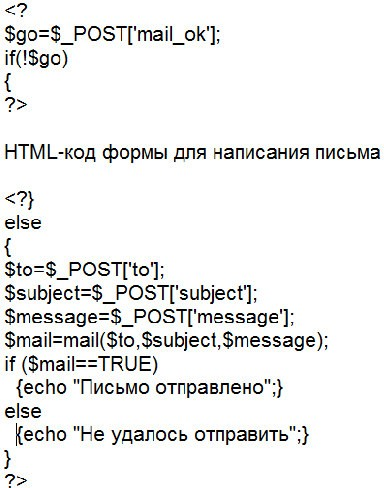 <?
$go=$_POST['mail_ok'];
if(!$go)
{
?>
HTML-код формы для написания письма
<?}
else
{
$to=$_POST['to'];
$subject=$_POST['subject'];
$message=$_POST['message'];
$mail=mail($to,$subject,$message);
if ($mail==TRUE)
{echo "Письмо отправлено";}
else
{echo "Не удалось отправить";}
}
?>